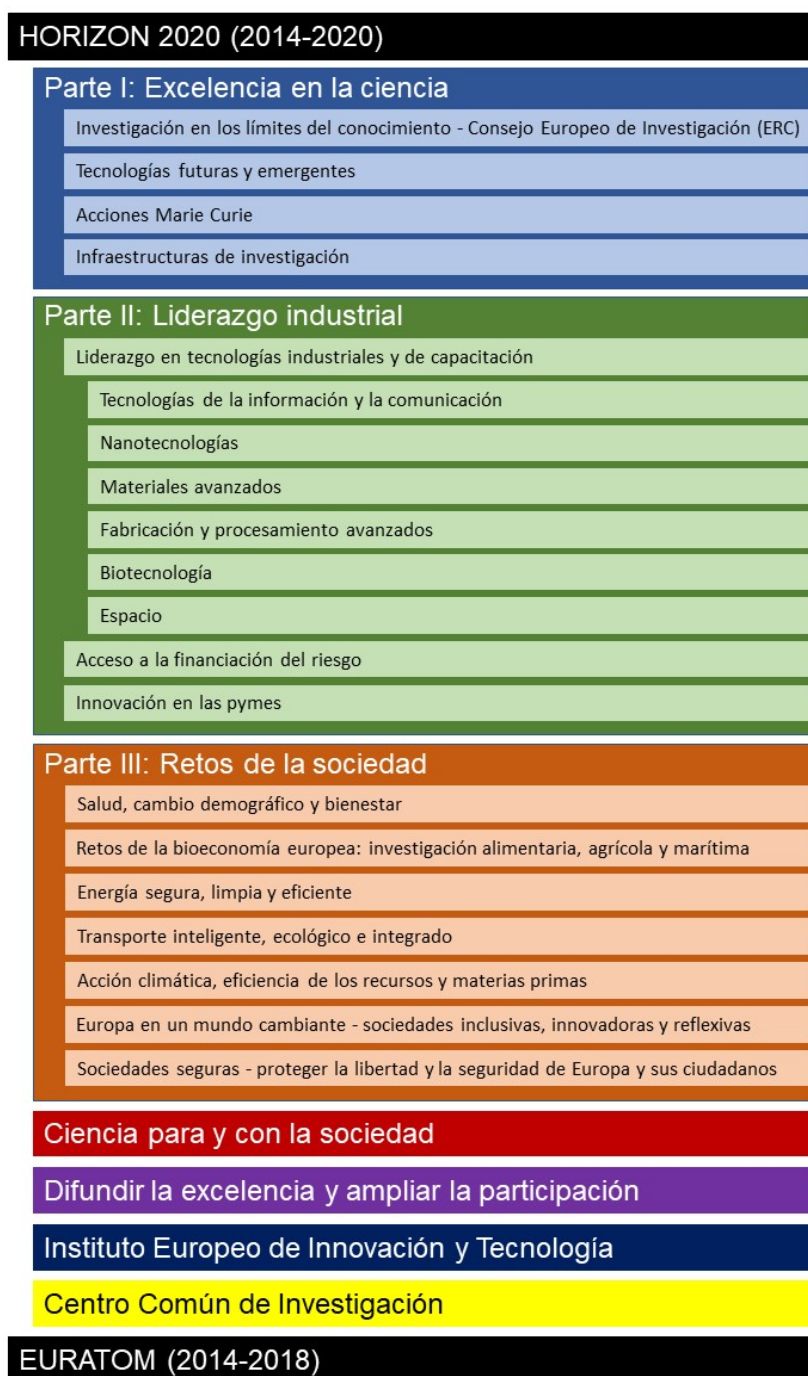 HORIZON 2020 (2014-2020)
Parte I: Excelencia en la ciencia
Investigación en los límites del conocimiento - Consejo Europeo de Investigación (ERC)
Tecnologías futuras y emergentes
Acciones Marie Curie
Infraestructuras de investigación
Parte II: Liderazgo industrial
Liderazgo en tecnologías industriales y de capacitación
Tecnologías de la información y la comunicación
Nanotecnologías
Materiales avanzados
Fabricación y procesamiento avanzados
Biotecnología
Espacio
Acceso a la financiación del riesgo
Innovación en las pymes
Parte III: Retos de la sociedad
Salud, cambio demográfico y bienestar
Retos de la bioeconomía europea: investigación alimentaria, agrícola y marítima
Energía segura, limpia y eficiente
Transporte inteligente, ecológico e integrado
Acción climática, eficiencia de los recursos y materias primas
Europa en un mundo cambiante - sociedades inclusivas, innovadoras y reflexivas
Sociedades seguras - proteger la libertad y la seguridad de Europa y sus ciudadanos
Ciencia para y con la sociedad
Difundir la excelencia y ampliar la participación
Instituto Europeo de Innovación y Tecnología
Centro Común de Investigación
EURATOM (2014-2018)